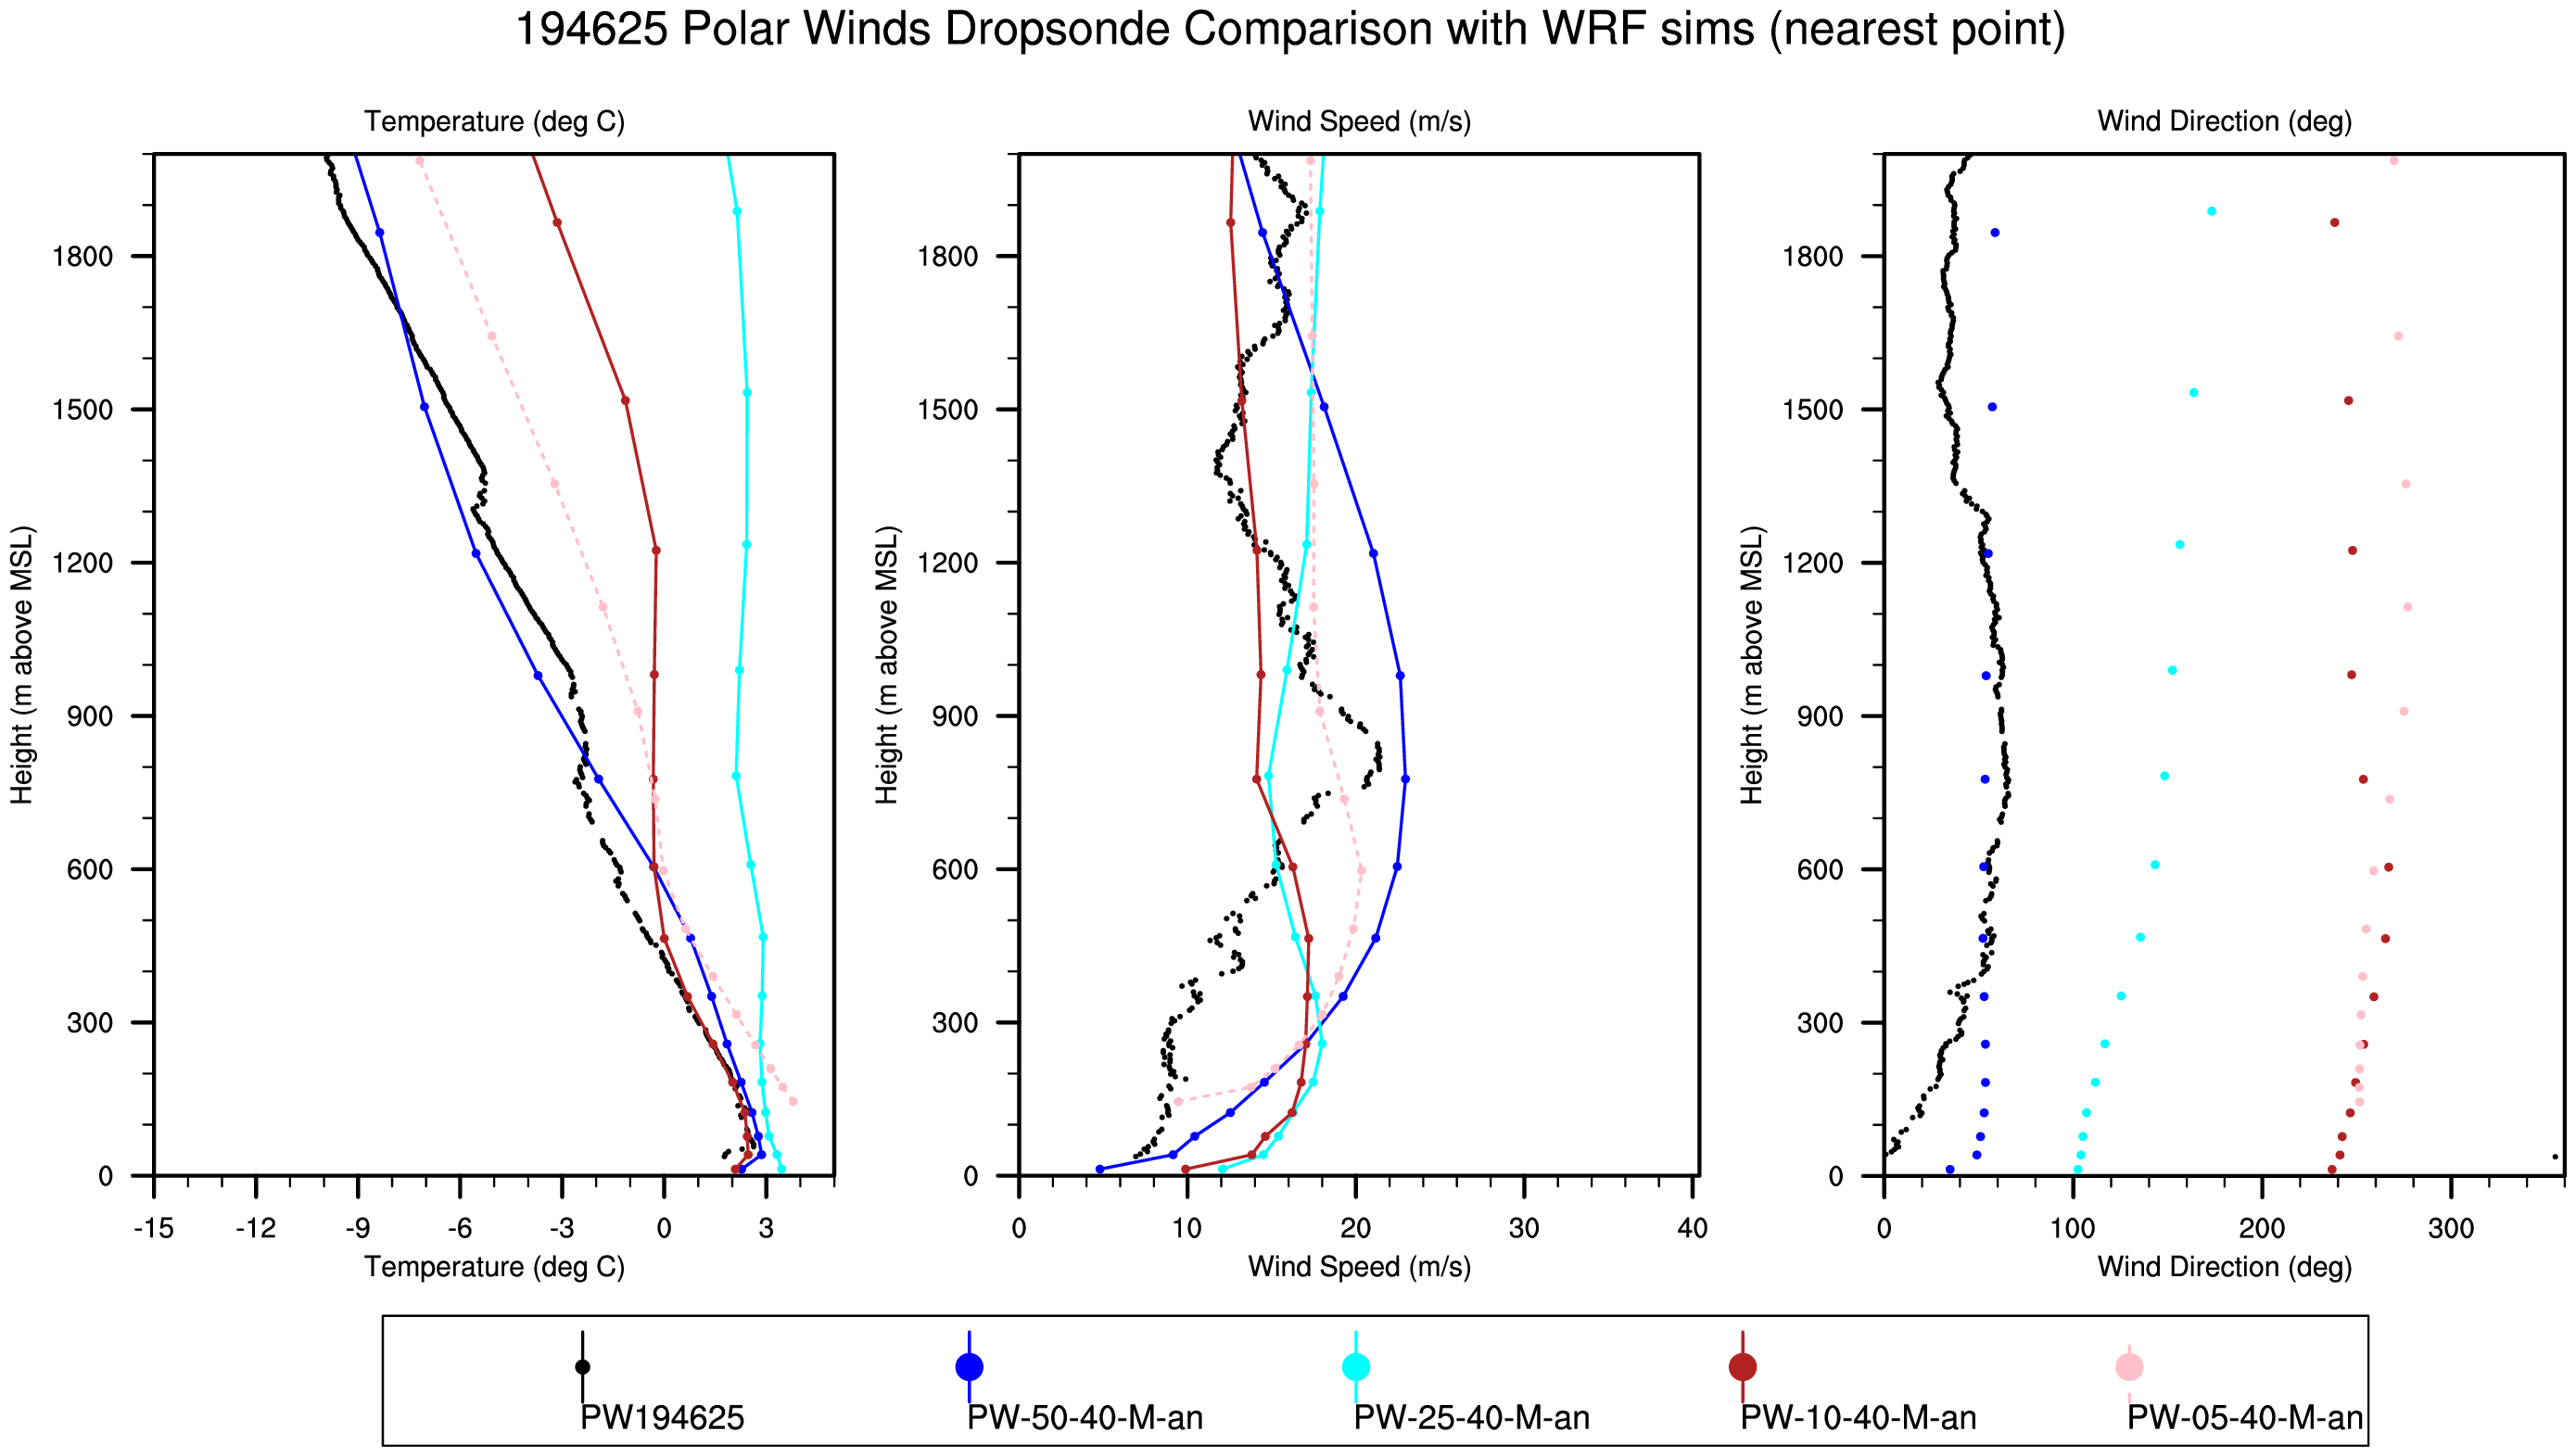 194625 Polar Winds Dropsonde Comparison with WRF sims (nearest point)
Temperature (deg C)
Wind Speed (m/s)
Wind Direction (deg)
Height (m above MSL)
1800
1500
1200
900
600
300
0
-15 -12 -9 -6 -3 0 3
Temperature (deg C)
Height (m above MSL)
1800
1500
1200
900
600
300
0
0 10 20 30 40
Wind Speed (m/s)
Height (m above MSL)
1800
1500
1200
900
600
300
0
0 100 200 300
Wind Direction (deg)
PW194625 PW-50-40-M-an PW-25-40-M-an PW-10-40-M-an PW-05-40-M-an